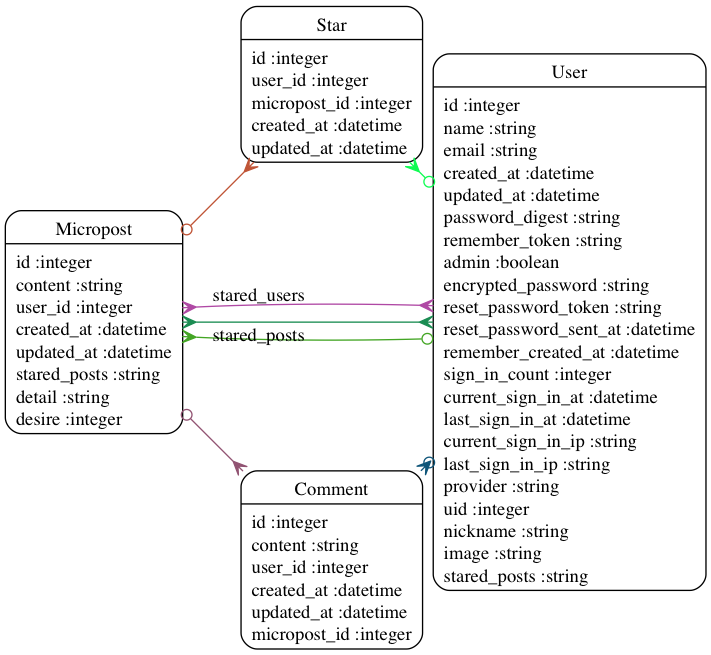 Star
id :integer
user_id :integer
micropost_id :integer
created_at :datetime
updated_at :datetime
User
id :integer
name :string
email :string
created_at :datetime
updated_at :datetime
password_digest :string
remember_token :string
admin :boolean
encrypted_password :string
reset_password_token :string
reset_password_sent_at :datetime
remember_created_at :datetime
sign_in_count :integer
current_sign_in_at :datetime
last_sign_in_at :datetime
current_sign_in_ip :string
last_sign_in_ip :string
provider :string
uid :integer
nickname :string
image :string
stared_posts :string
Micropost
id :integer
content :string
user_id :integer
created_at :datetime
updated_at :datetime
stared_posts :string
detail :string
desire :integer
stared_users
stared_posts
Comment
id :integer
content :string
user_id :integer
created_at :datetime
updated_at :datetime
micropost_id :integer